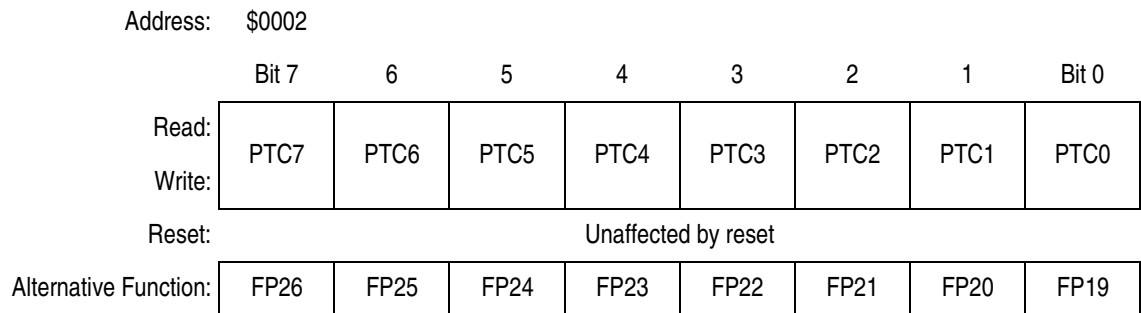 Address: $0002
Bit 7 6 5 4 3 2 1 Bit 0
Read:
PTC7 PTC6 PTC5 PTC4 PTC3 PTC2 PTC1 PTC0
Write:
Reset: Unaffected by reset
Alternative Function: FP26 FP25 FP24 FP23 FP22 FP21 FP20 FP19